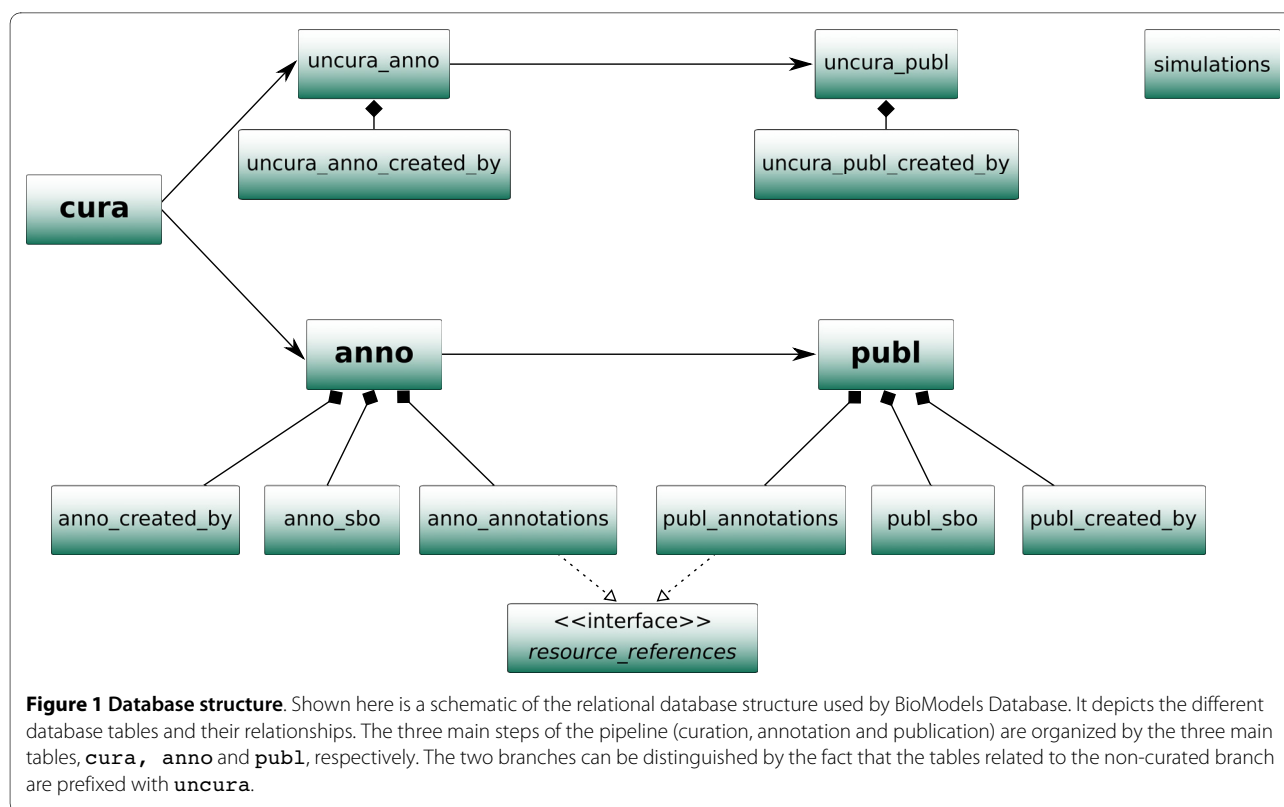 uncura_anno
uncura_publ
simulations
uncura_anno_created_by
uncura_publ_created_by
cura
anno
publ
anno_created_by
anno_sbo
anno_annotations
publ_annotations
publ_sbo
publ_created_by
<<interface>>
resource_references
Figure 1 Database structure. Shown here is a schematic of the relational database structure used by BioModels Database. It depicts the different
database tables and their relationships. The three main steps of the pipeline (curation, annotation and publication) are organized by the three main
tables, cura, anno and publ, respectively. The two branches can be distinguished by the fact that the tables related to the non-curated branch
are prefixed with uncura.